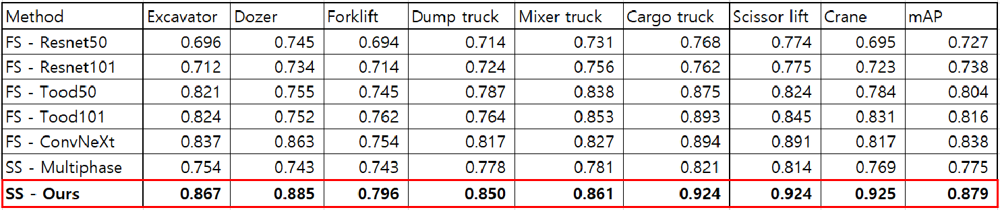 Method Excavator Dozer Forklift Dump truck Mixer truck Cargo truck Scissor lift Crane mAP
FS - Resnet50 0.696 0.745 0.694 0.714 0.731 0.768 0.774 0.695 0.727
FS - Resnet101 0.712 0.734 0.714 0.724 0.756 0.762 0.775 0.723 0.738
FS - Tood50 0.821 0.755 0.745 0.787 0.838 0.875 0.824 0.784 0.804
FS - Tood101 0.824 0.752 0.762 0.764 0.853 0.893 0.845 0.831 0.816
FS - ConvNeXt 0.837 0.863 0.754 0.817 0.827 0.894 0.891 0.817 0.838
SS - Multiphase 0.754 0.743 0.743 0.778 0.781 0.821 0.814 0.769 0.775
SS - Ours 0.867 0.885 0.796 0.850 0.861 0.924 0.924 0.925 0.879